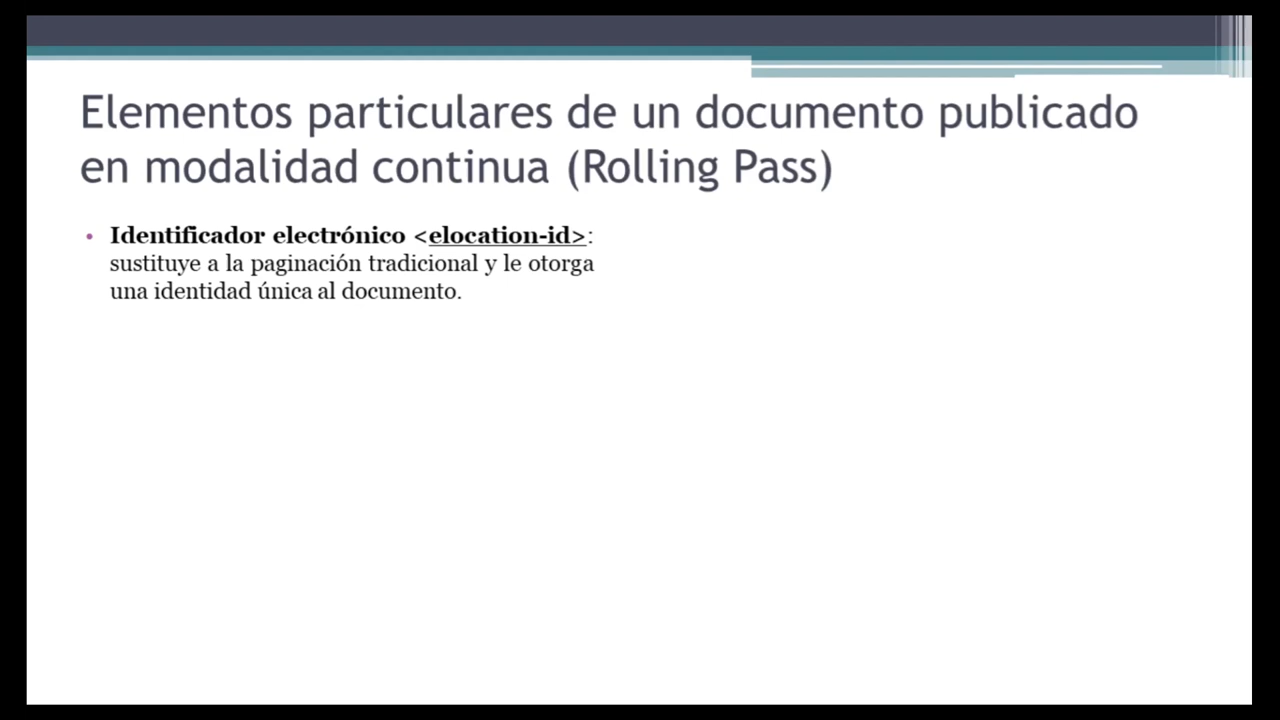 Elementos particulares de un documento publicado
en modalidad continua (Rolling Pass)
• Identificador electrónico <elocation-id>:
sustituye a la paginación tradicional y le otorga
una identidad única al documento.